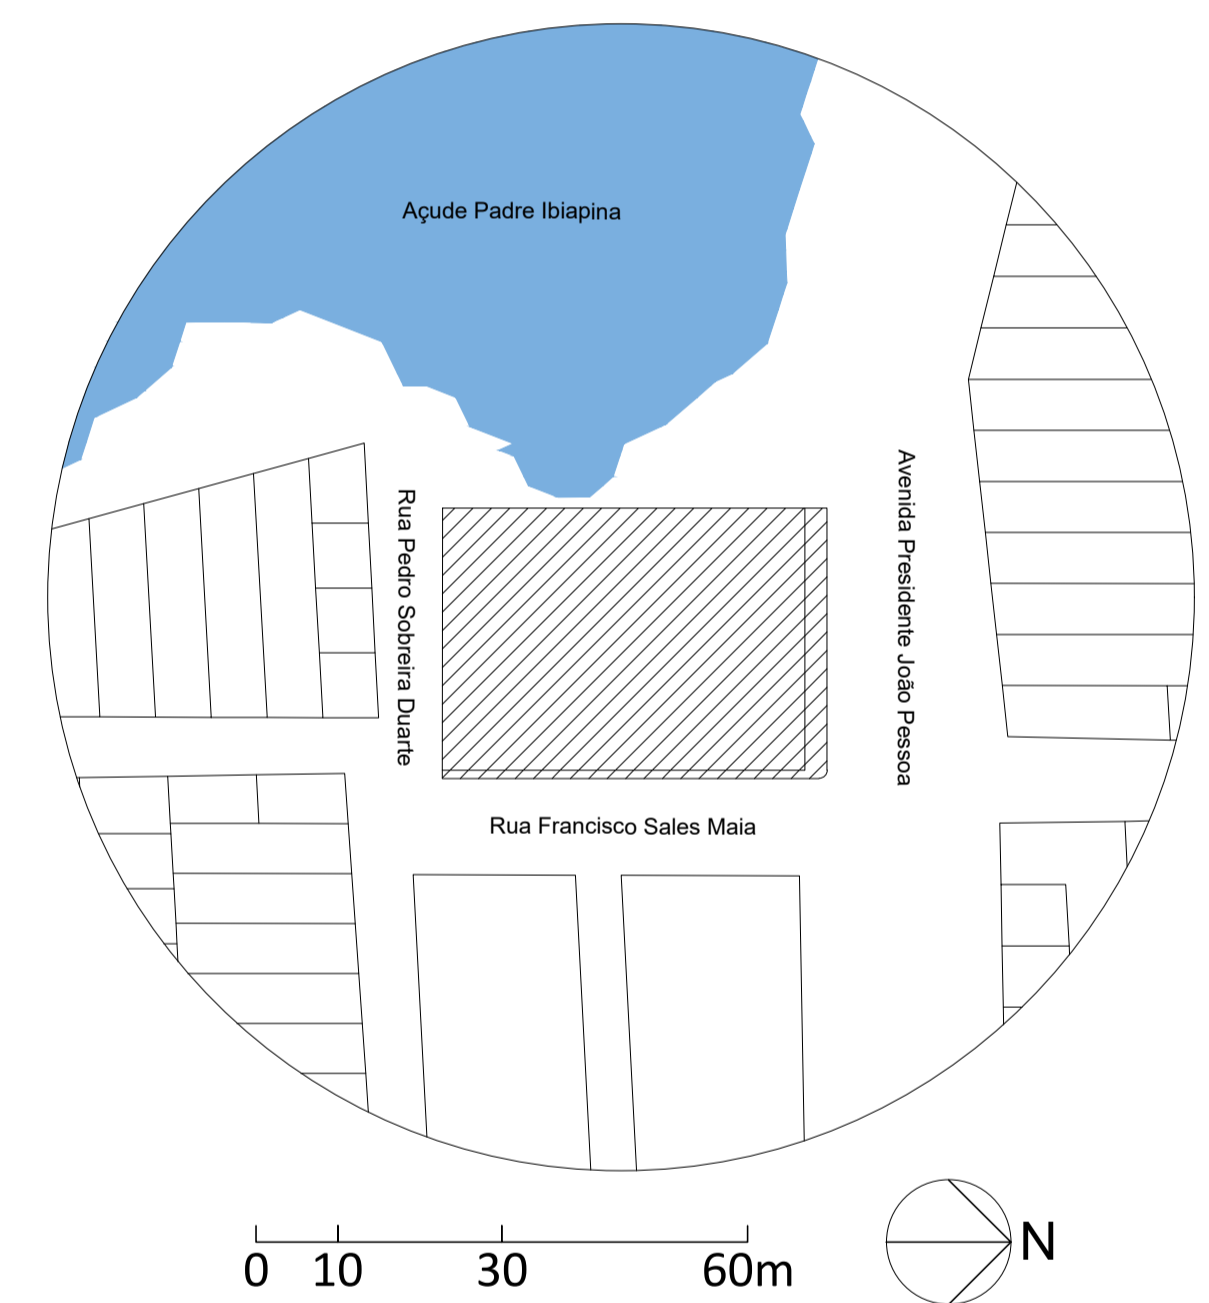 Açude Padre Ibiapina
Rua Pedro Sobreira Duarte
Avenida Presidente João Pessoa
Rua Francisco Sales Maia
0 10 30 60m
N